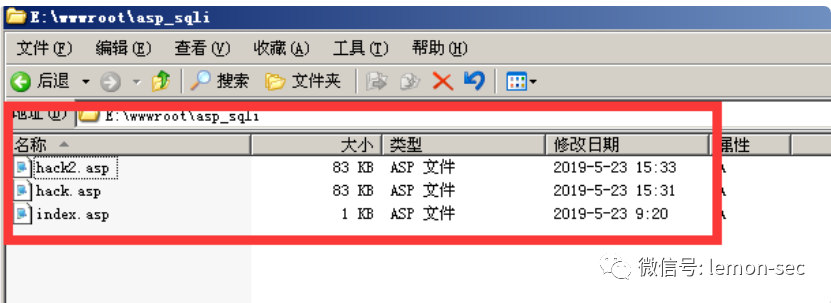 E:\wwwroot\asp_sqli
文件(F) 编辑(E) 查看(V) 收藏(A) 工具(T) 帮助(H)
后退 搜索 文件夹
地址(D) E:\wwwroot\asp_sqli
名称 大小 类型 修改日期 属性
hack2.asp 83 KB ASP 文件 2019-5-23 15:33 A
hack.asp 83 KB ASP 文件 2019-5-23 15:31 A
index.asp 1 KB ASP 文件 2019-5-23 9:20 A
微信号: lemon-sec